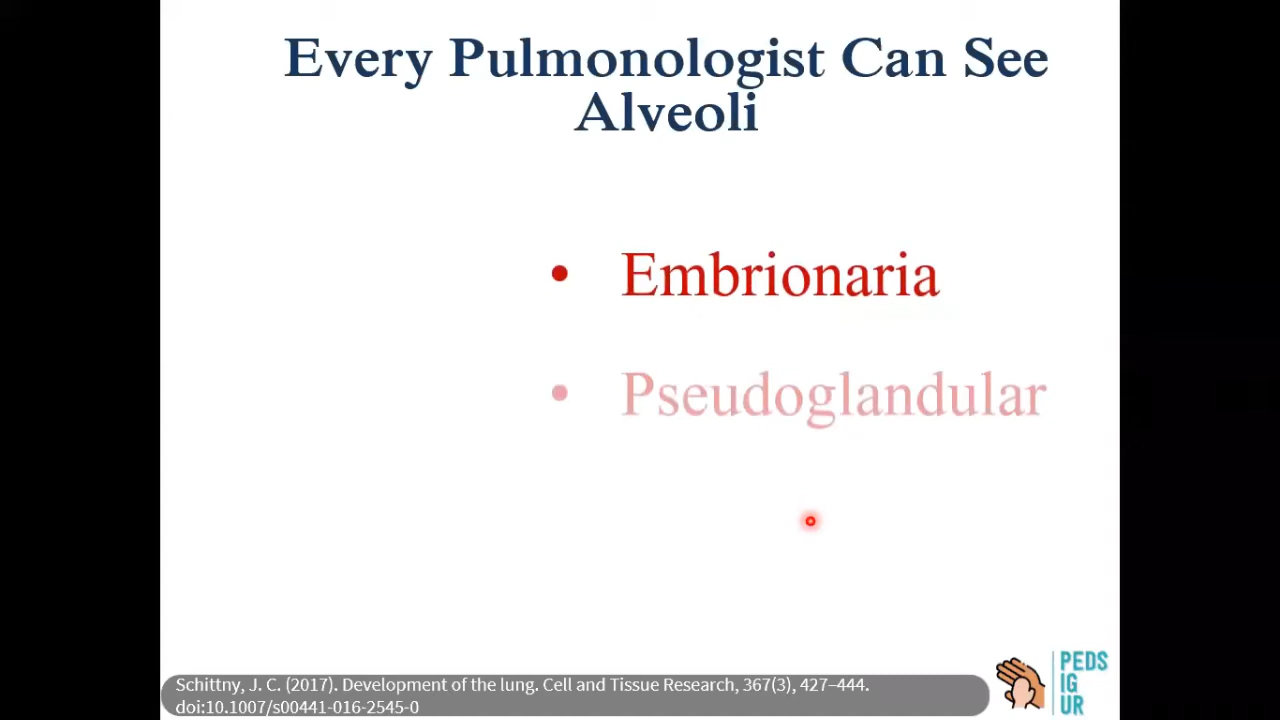 Every Pulmonologist Can See
Alveoli
• Embrionaria
• Pseudoglandular
Schittny, J. C. (2017). Development of the lung. Cell and Tissue Research, 367(3), 427–444.
doi:10.1007/s00441-016-2545-0
PEDS
IG
UR